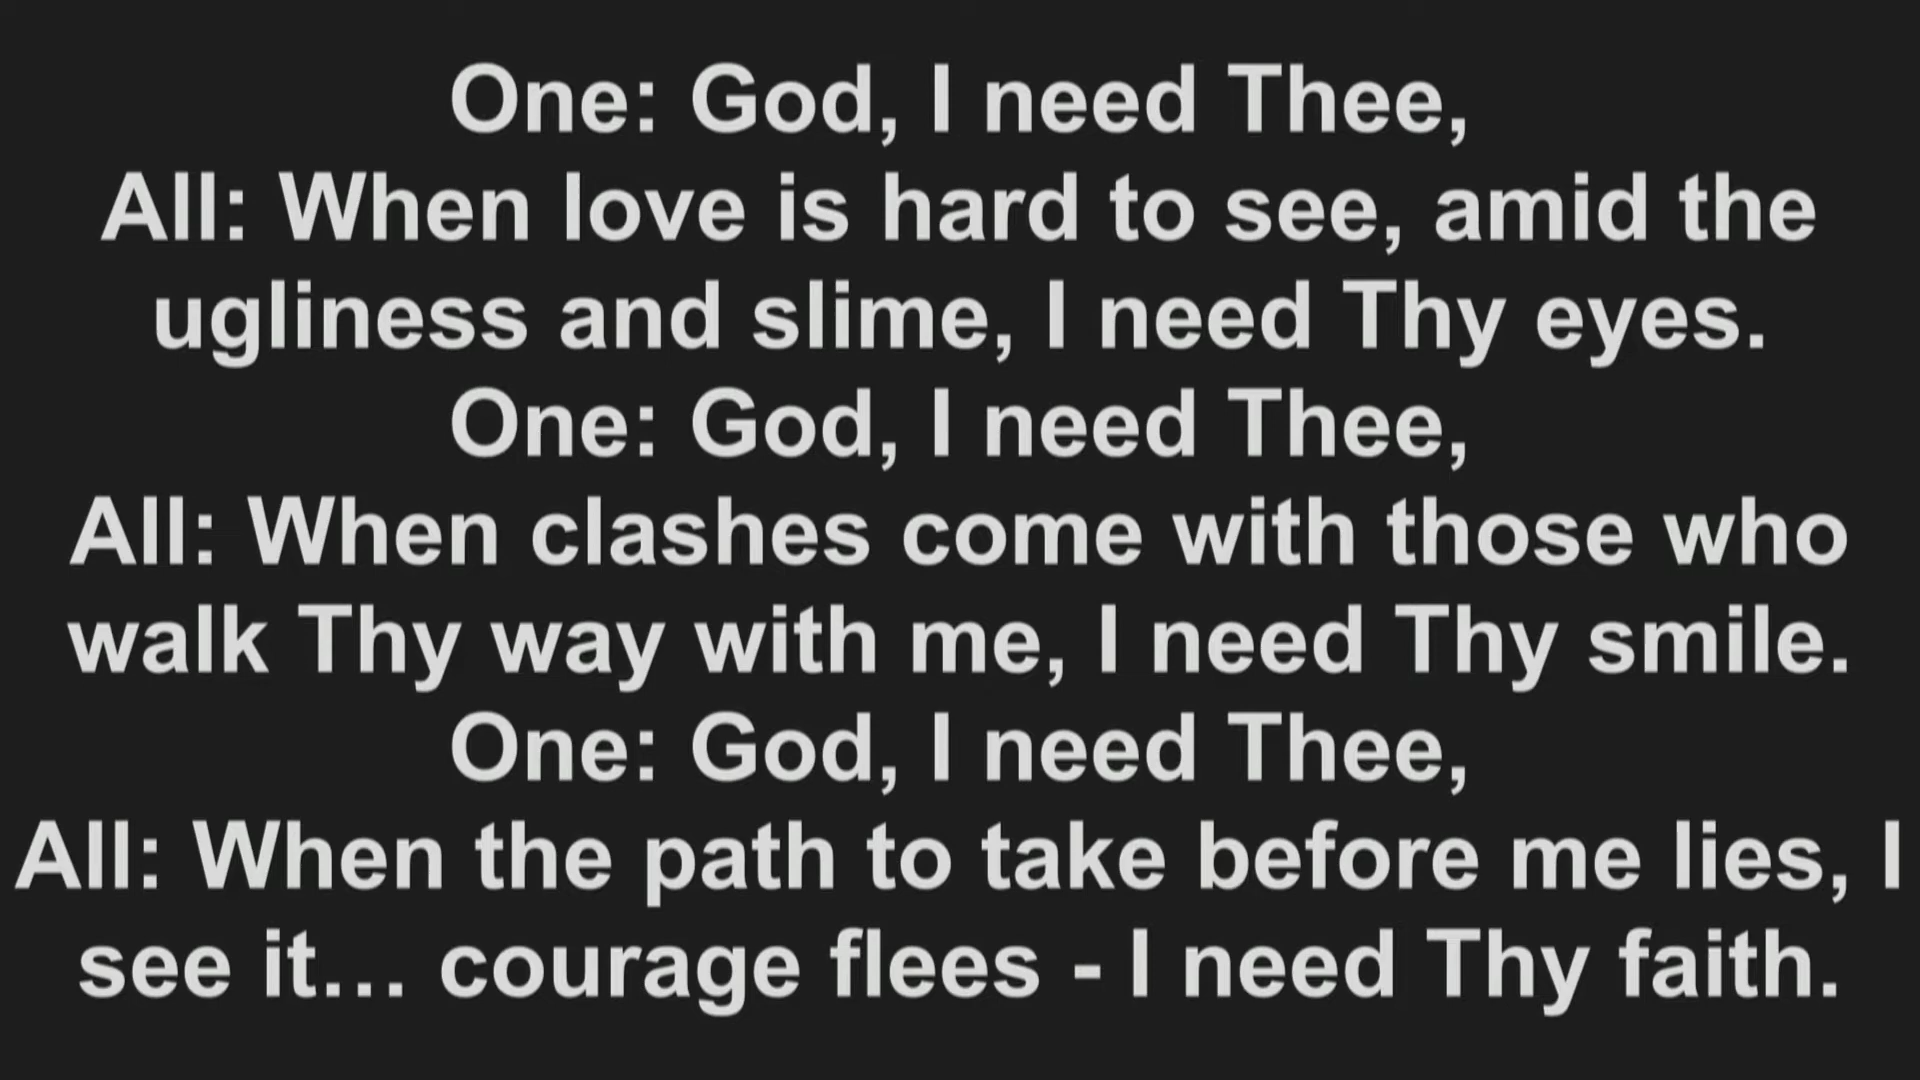 One: God, I need Thee,
All: When love is hard to see, amid the
ugliness and slime, I need Thy eyes.
One: God, I need Thee,
All: When clashes come with those who
walk Thy way with me, I need Thy smile.
One: God, I need Thee,
All: When the path to take before me lies, I
see it... courage flees - I need Thy faith.